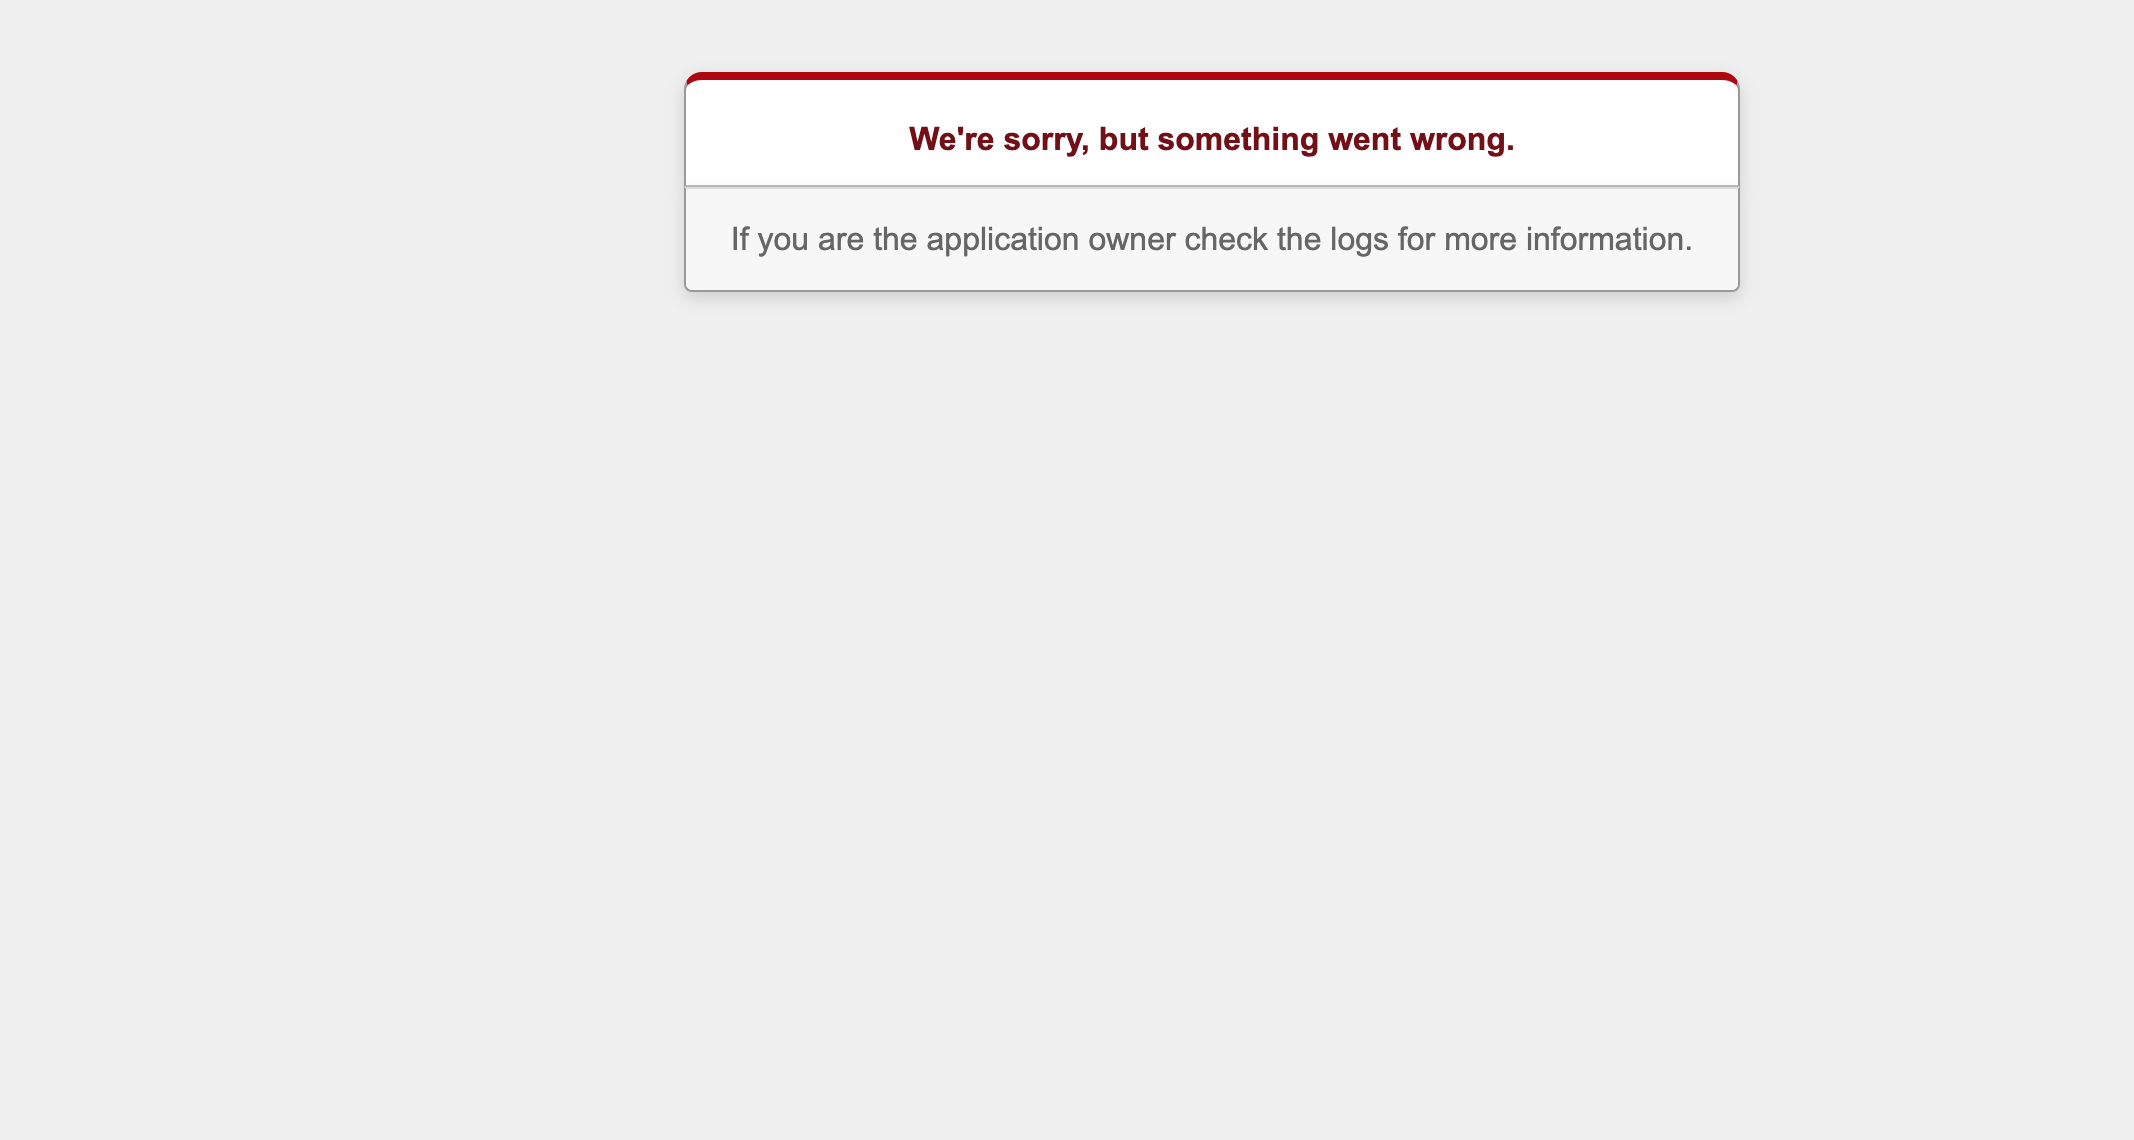 We're sorry, but something went wrong.
If you are the application owner check the logs for more information.